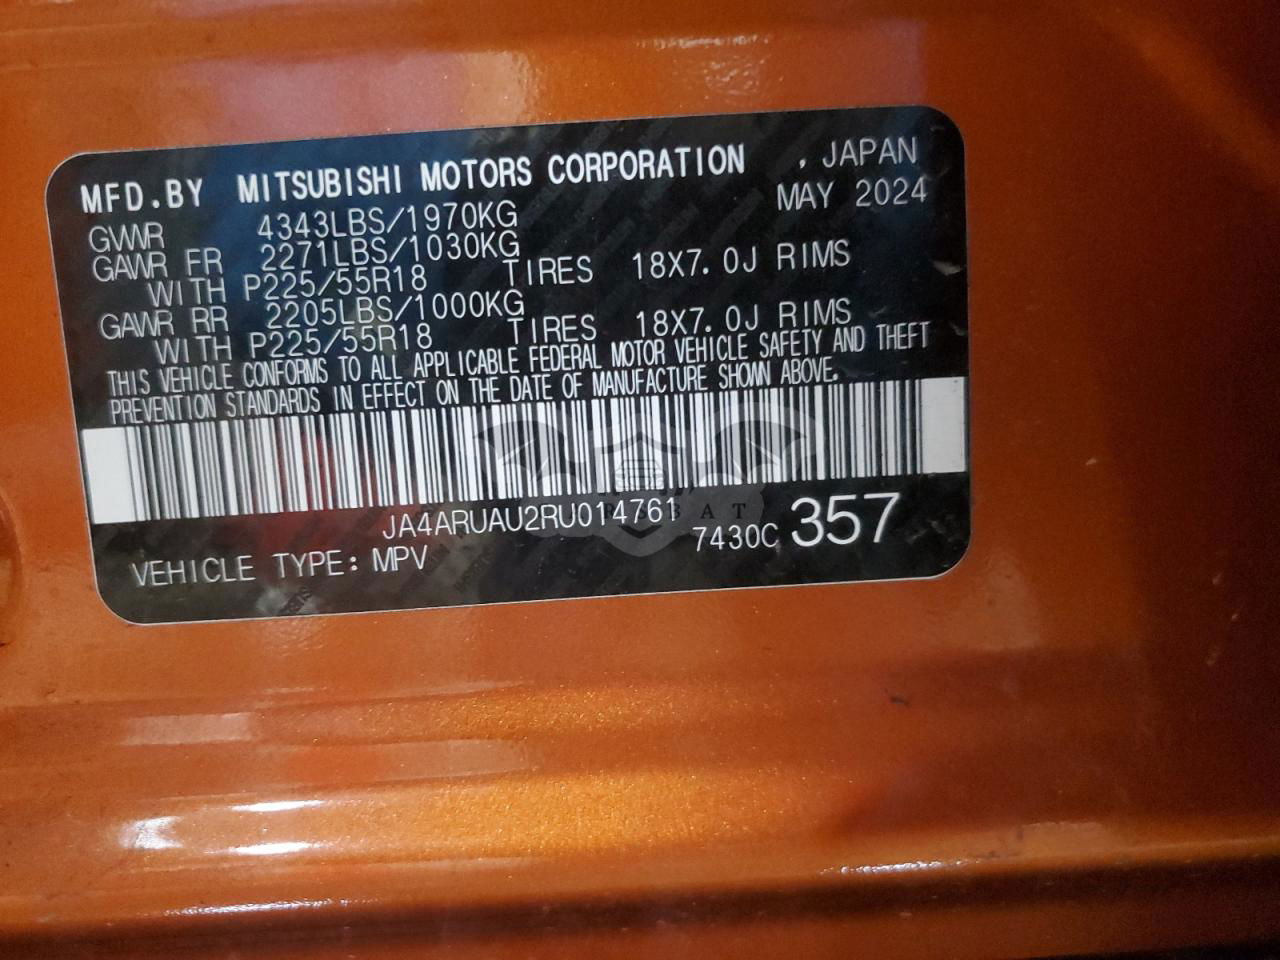 MFD.BY MITSUBISHI MOTORS CORPORATION , JAPAN
GVWR 4343LBS/1970KG MAY 2024
GAWR FR 2271LBS/1030KG
WITH P225/55R18 TIRES 18X7.0J RIMS
GAWR RR 2205LBS/1000KG
WITH P225/55R18 TIRES 18X7.0J RIMS
THIS VEHICLE CONFORMS TO ALL APPLICABLE FEDERAL MOTOR VEHICLE SAFETY AND THEFT
PREVENTION STANDARDS IN EFFECT ON THE DATE OF MANUFACTURE SHOWN ABOVE.
JA4ARUAU2RU014761
7430C 357
VEHICLE TYPE: MPV